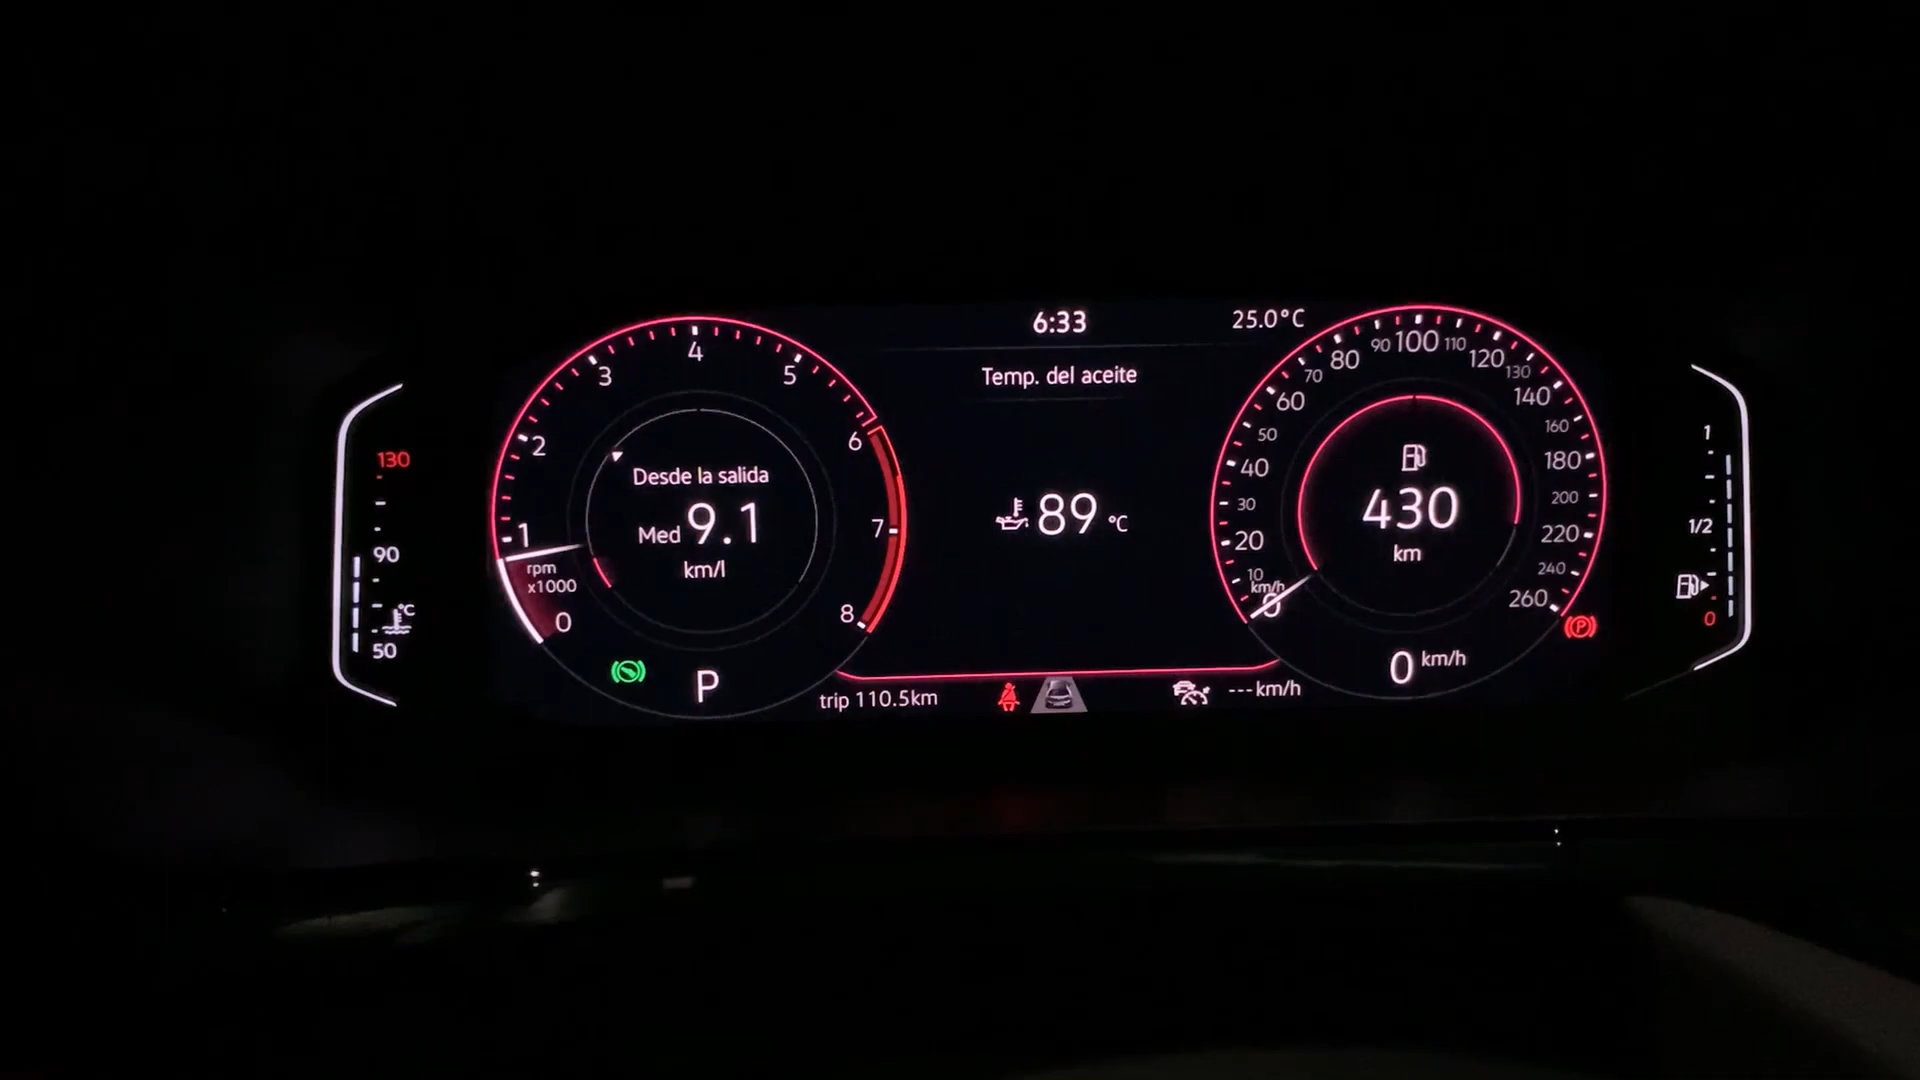 130
90
°C
50
1
2
3
4
5
6
7
8
0
rpm
x1000
Desde la salida
Med 9.1
km/l
P
6:33
25.0°C
Temp. del aceite
89 °C
trip 110.5km
--- km/h
0
10
20
30
40
50
60
70
80
90
100
110
120
130
140
160
180
200
220
240
260
km/h
430
km
0 km/h
P
1
1/2
0